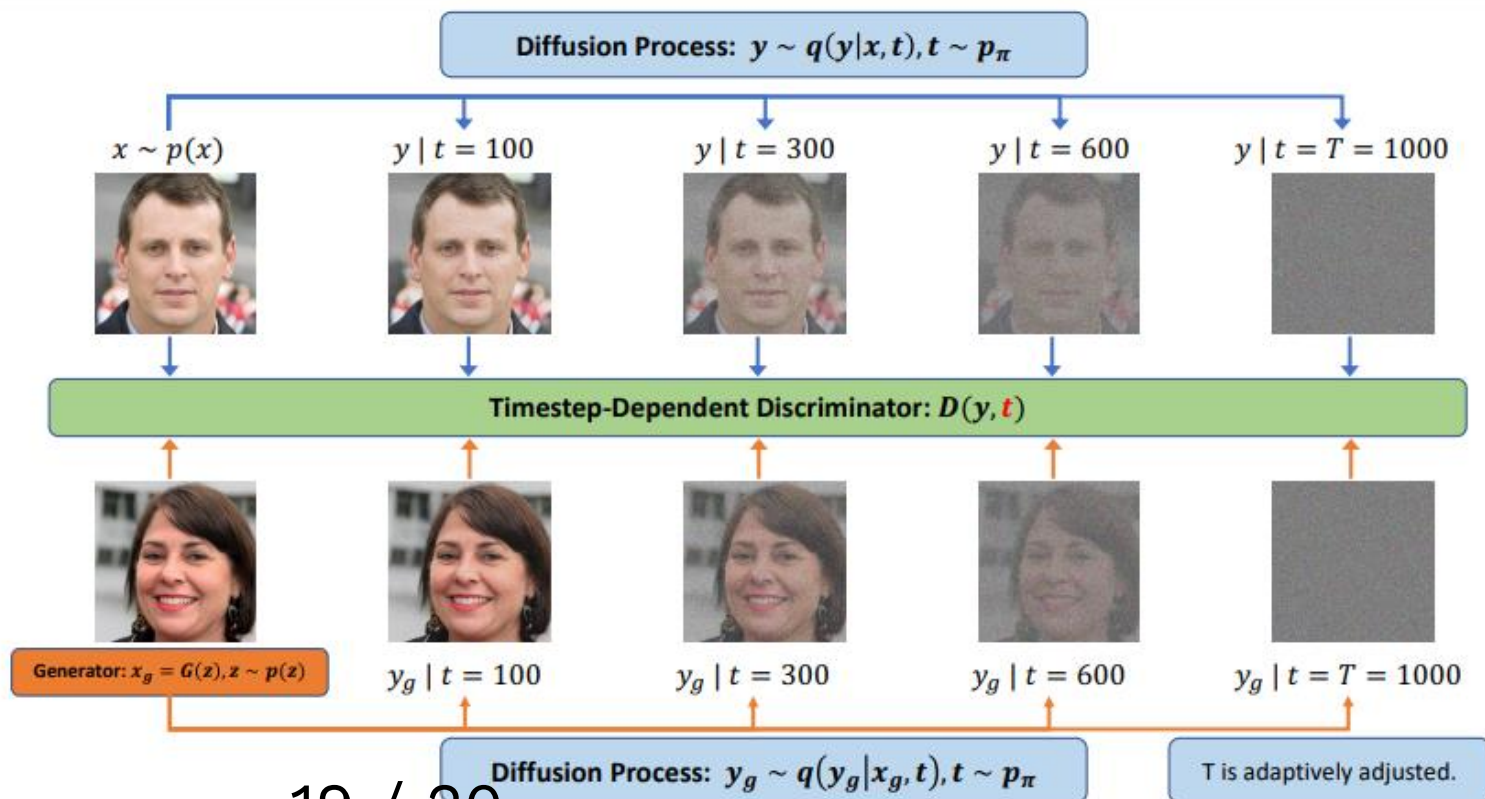 Diffusion Process: y ~ q(y|x, t), t ~ p_π
x ~ p(x)
y | t = 100
y | t = 300
y | t = 600
y | t = T = 1000
Timestep-Dependent Discriminator: D(y, t)
Generator: x_g = G(z), z ~ p(z)
y_g | t = 100
y_g | t = 300
y_g | t = 600
y_g | t = T = 1000
Diffusion Process: y_g ~ q(y_g|x_g, t), t ~ p_π
T is adaptively adjusted.